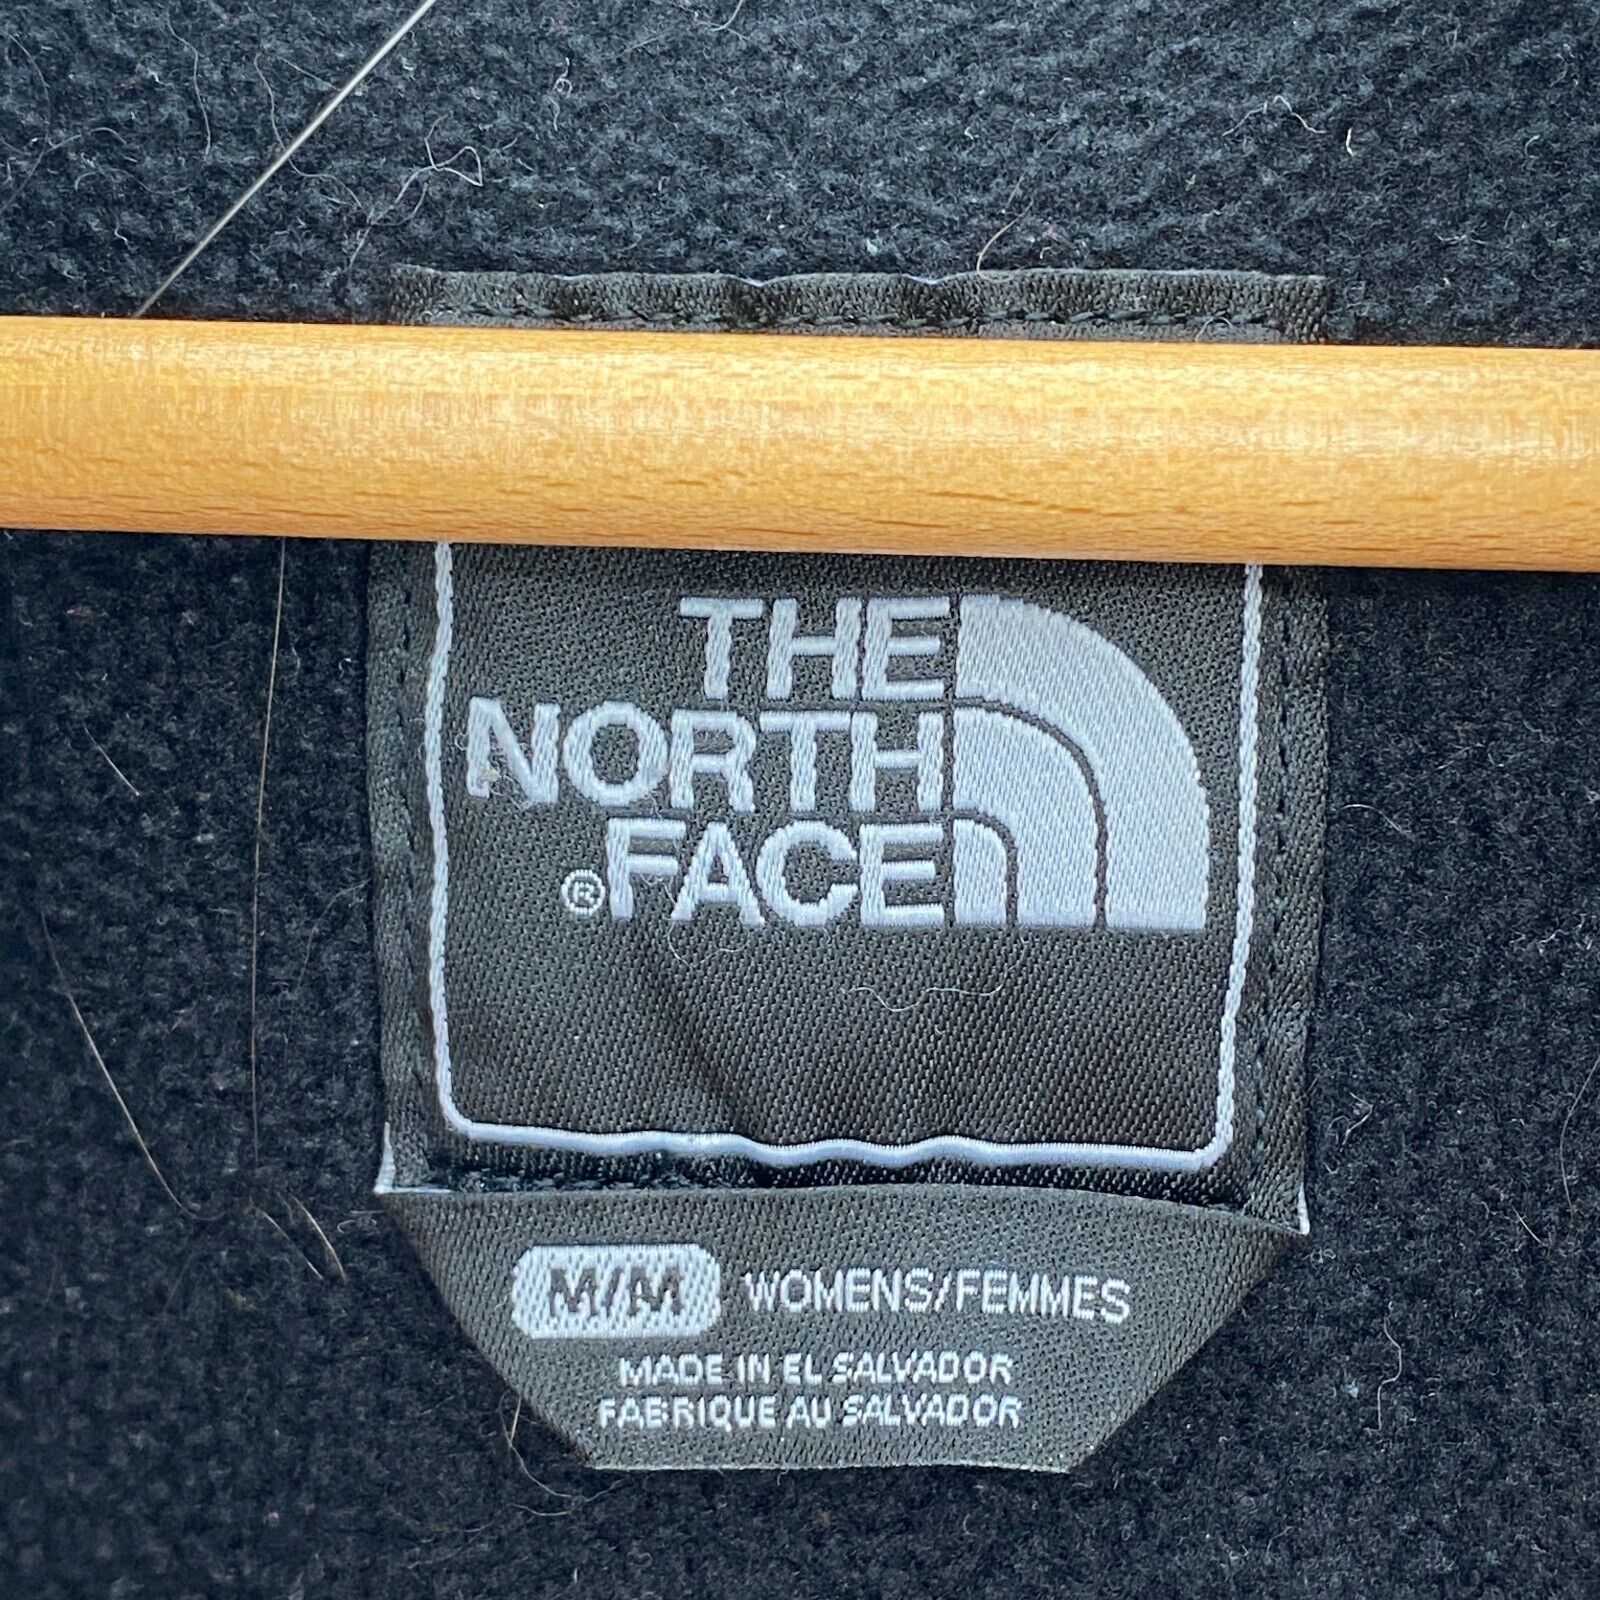 THE
NORTH
®FACE
M/M WOMENS/FEMMES
MADE IN EL SALVADOR
FABRIQUE AU SALVADOR